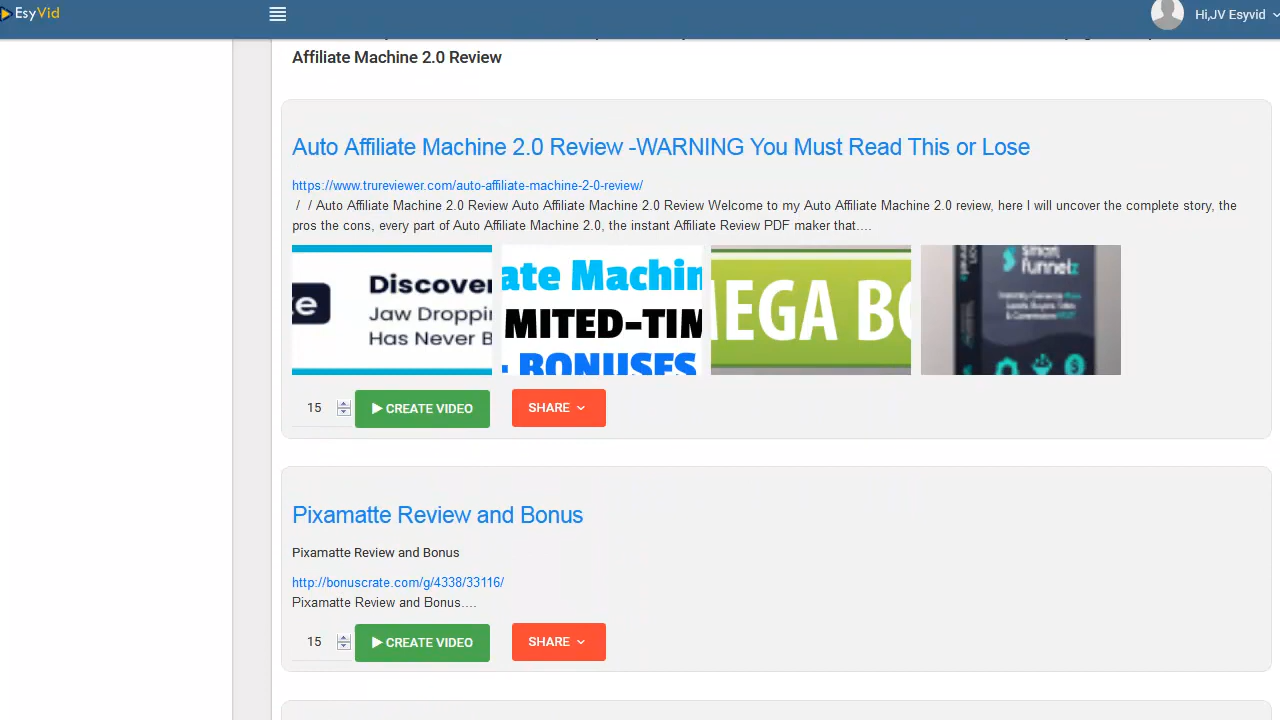 EsyVid
Hi,JV Esyvid
Affiliate Machine 2.0 Review
Auto Affiliate Machine 2.0 Review -WARNING You Must Read This or Lose
https://www.trureviewer.com/auto-affiliate-machine-2-0-review/
/ / Auto Affiliate Machine 2.0 Review Auto Affiliate Machine 2.0 Review Welcome to my Auto Affiliate Machine 2.0 review, here I will uncover the complete story, the
pros the cons, every part of Auto Affiliate Machine 2.0, the instant Affiliate Review PDF maker that....
e
Discover
Jaw Droppi
Has Never B
ate Machin
MITED-TIM
BONUSES
MEGA BO
smart
funnelz
15
CREATE VIDEO
SHARE
Pixamatte Review and Bonus
Pixamatte Review and Bonus
http://bonuscrate.com/g/4338/33116/
Pixamatte Review and Bonus....
15
CREATE VIDEO
SHARE